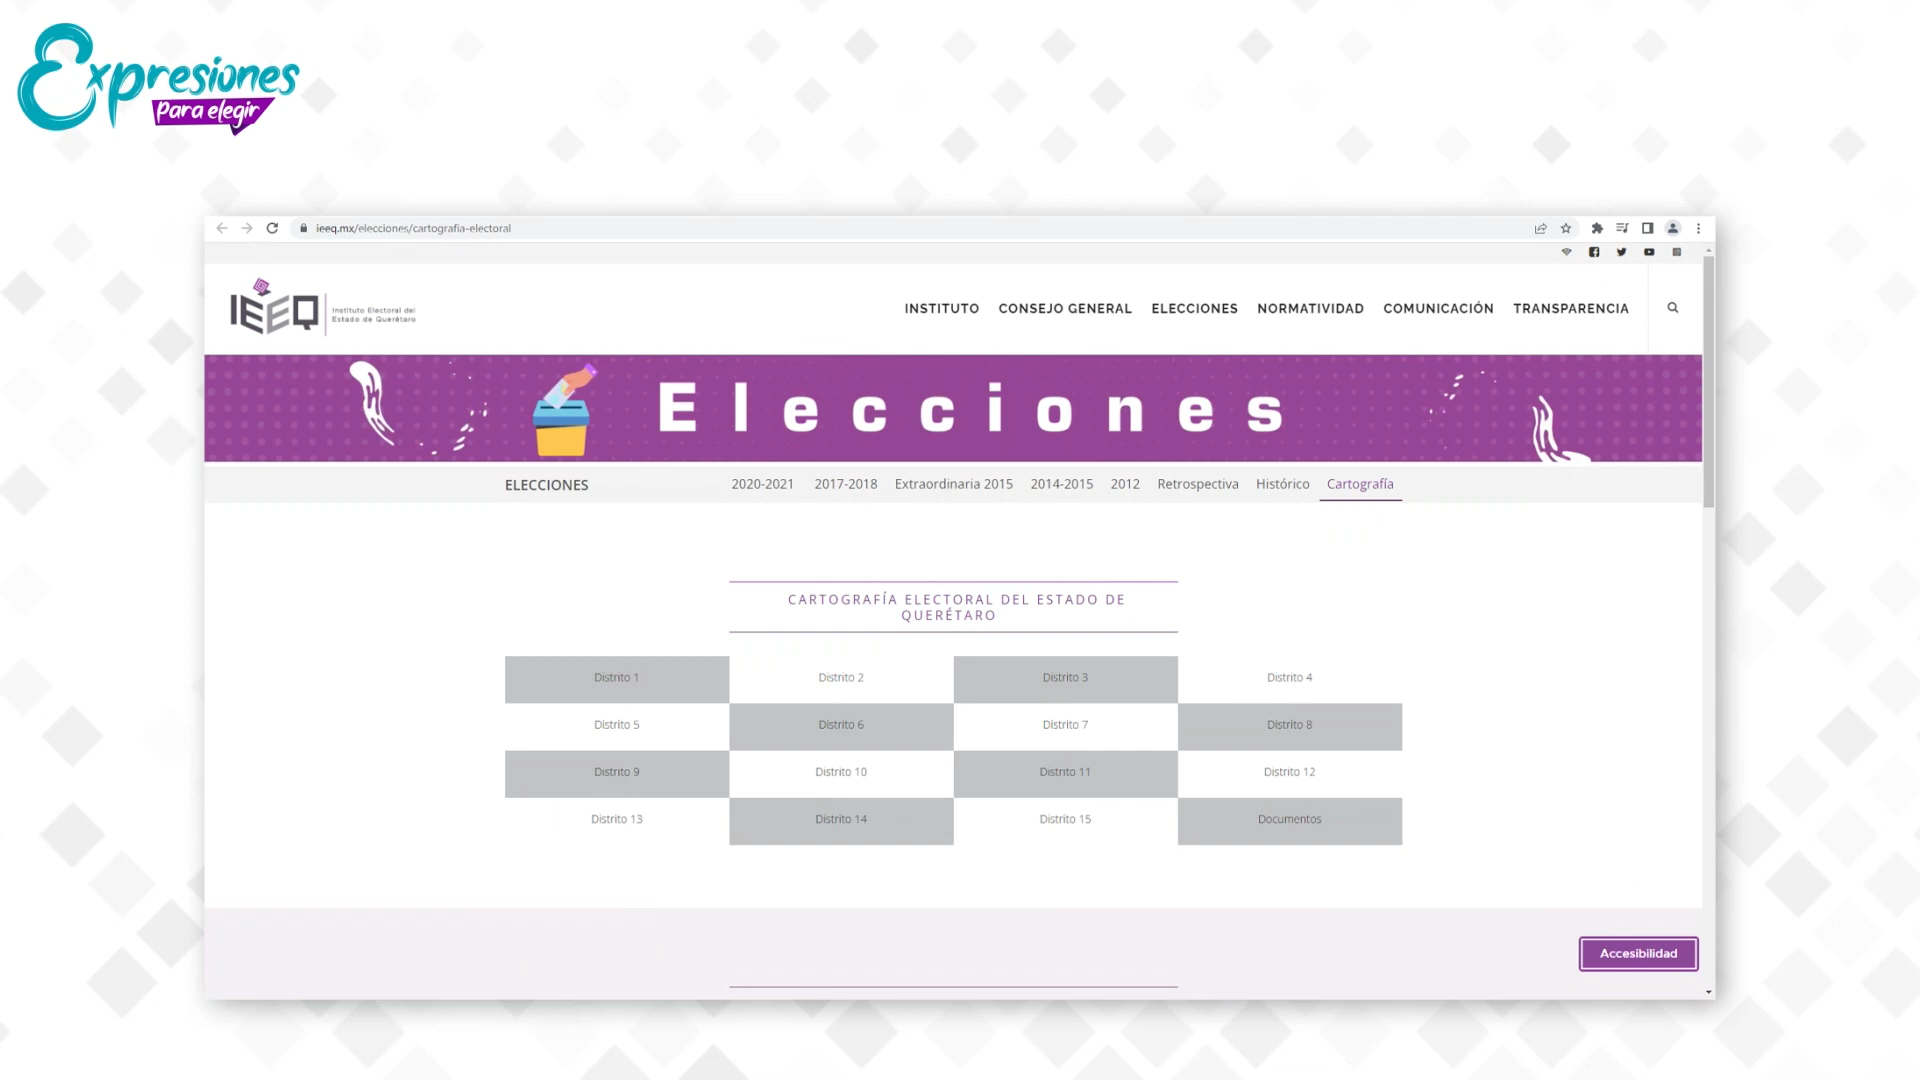 Expresiones
Para elegir
ieeq.mx/elecciones/cartografia-electoral
IEEQ
Instituto Electoral del
Estado de Querétaro
INSTITUTO CONSEJO GENERAL ELECCIONES NORMATIVIDAD COMUNICACIÓN TRANSPARENCIA
Elecciones
ELECCIONES 2020-2021 2017-2018 Extraordinaria 2015 2014-2015 2012 Retrospectiva Histórico Cartografía
CARTOGRAFÍA ELECTORAL DEL ESTADO DE
QUERÉTARO
Distrito 1 Distrito 2 Distrito 3 Distrito 4
Distrito 5 Distrito 6 Distrito 7 Distrito 8
Distrito 9 Distrito 10 Distrito 11 Distrito 12
Distrito 13 Distrito 14 Distrito 15 Documentos
Accesibilidad